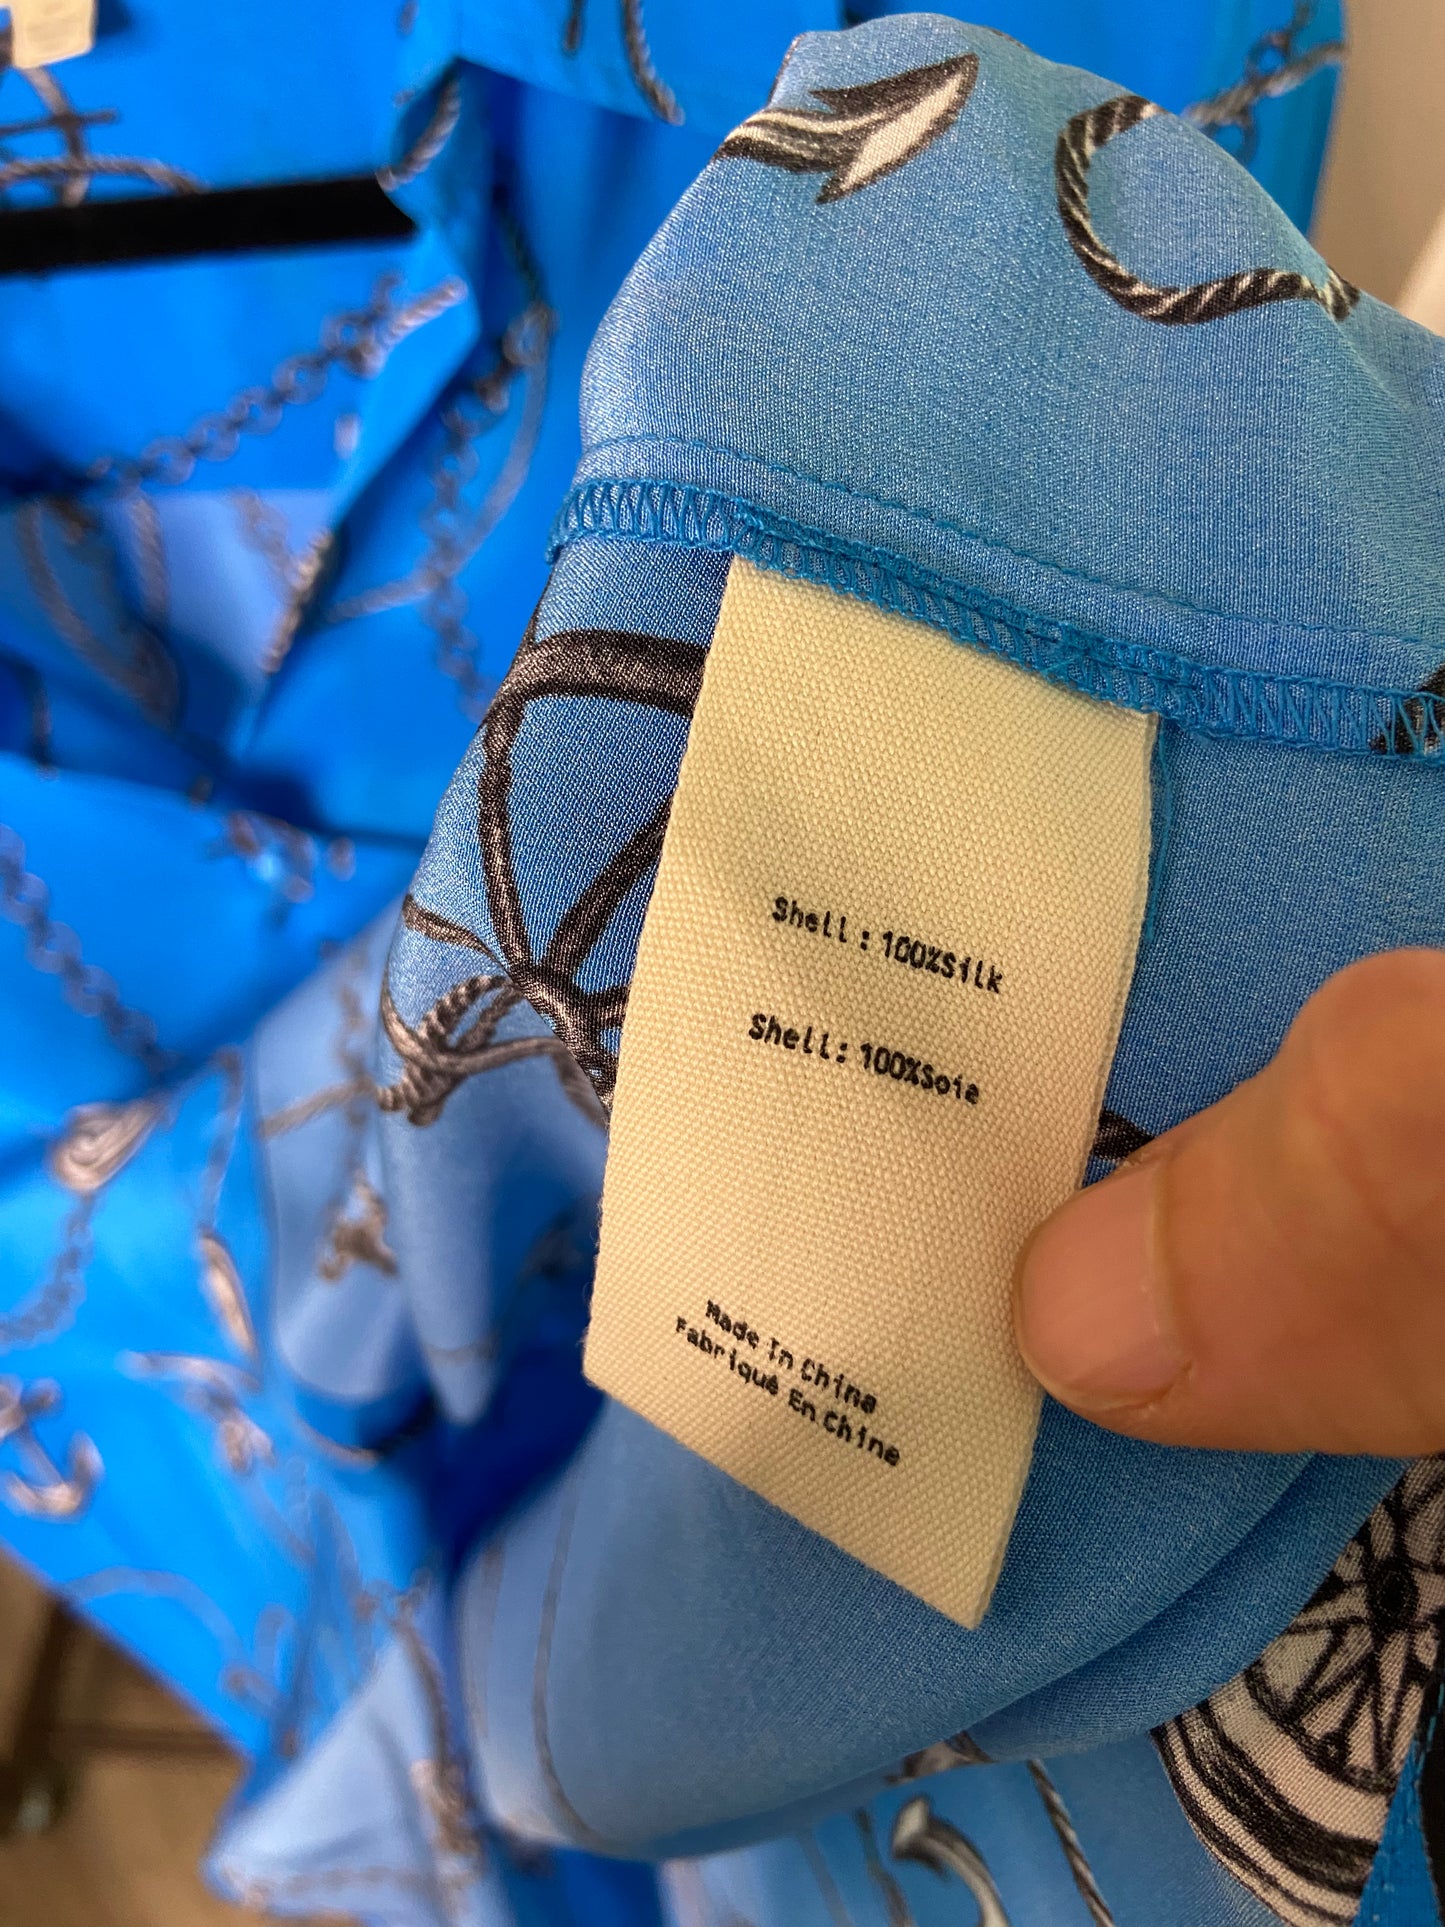 Shell: 100%Silk
Shell: 100%Soie
Made In China
Fabriqué En Chine